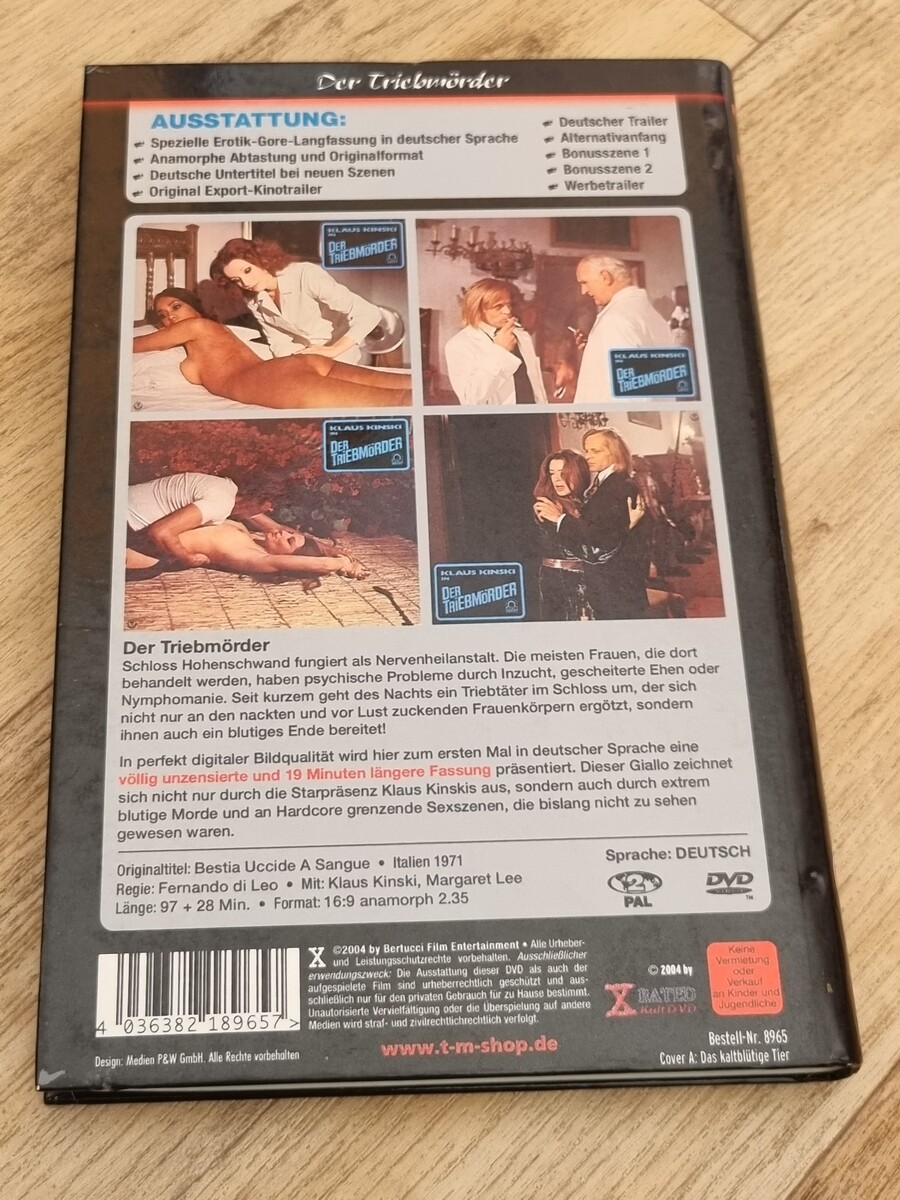 Der Triebmörder
AUSSTATTUNG:
Spezielle Erotik-Gore-Langfassung in deutscher Sprache
Anamorphe Abtastung und Originalformat
Deutsche Untertitel bei neuen Szenen
Original Export-Kinotrailer
Deutscher Trailer
Alternativanfang
Bonusszene 1
Bonusszene 2
Werbetrailer
KLAUS KINSKI
IN
DER
TRIEBMÖRDER
KLAUS KINSKI
IN
DER
TRIEBMÖRDER
KLAUS KINSKI
IN
DER
TRIEBMÖRDER
KLAUS KINSKI
IN
DER
TRIEBMÖRDER
Der Triebmörder
Schloss Hohenschwand fungiert als Nervenheilanstalt. Die meisten Frauen, die dort
behandelt werden, haben psychische Probleme durch Inzucht, gescheiterte Ehen oder
Nymphomanie. Seit kurzem geht des Nachts ein Triebtäter im Schloss um, der sich
nicht nur an den nackten und vor Lust zuckenden Frauenkörpern ergötzt, sondern
ihnen auch ein blutiges Ende bereitet!
In perfekt digitaler Bildqualität wird hier zum ersten Mal in deutscher Sprache eine
völlig unzensierte und 19 Minuten längere Fassung präsentiert. Dieser Giallo zeichnet
sich nicht nur durch die Starpräsenz Klaus Kinskis aus, sondern auch durch extrem
blutige Morde und an Hardcore grenzende Sexszenen, die bislang nicht zu sehen
gewesen waren.
Originaltitel: Bestia Uccide A Sangue • Italien 1971
Regie: Fernando di Leo • Mit: Klaus Kinski, Margaret Lee
Länge: 97 + 28 Min. • Format: 16:9 anamorph 2.35
Sprache: DEUTSCH
2
PAL
DVD
VIDEO
TM
4 036382 189657 >
Design: Medien P&W GmbH. Alle Rechte vorbehalten
X ©2004 by Bertucci Film Entertainment • Alle Urheber-
und Leistungsschutzrechte vorbehalten. Ausschließlicher
erwendungszweck: Die Ausstattung dieser DVD als auch der
aufgespielete Film sind urheberrechtlich geschützt und aus-
schließlich nur für den privaten Gebrauch für zu Hause bestimmt.
Unautorisierte Vervielfältigung oder die Überspielung auf andere
Medien wird straf- und zivilrechtlichrechtlich verfolgt.
www.t-m-shop.de
© 2004 by
X RATED
Kult DVD
Keine
Vermietung
oder
Verkauf
an Kinder und
Jugendliche
Bestell-Nr. 8965
Cover A: Das kaltblütige Tier